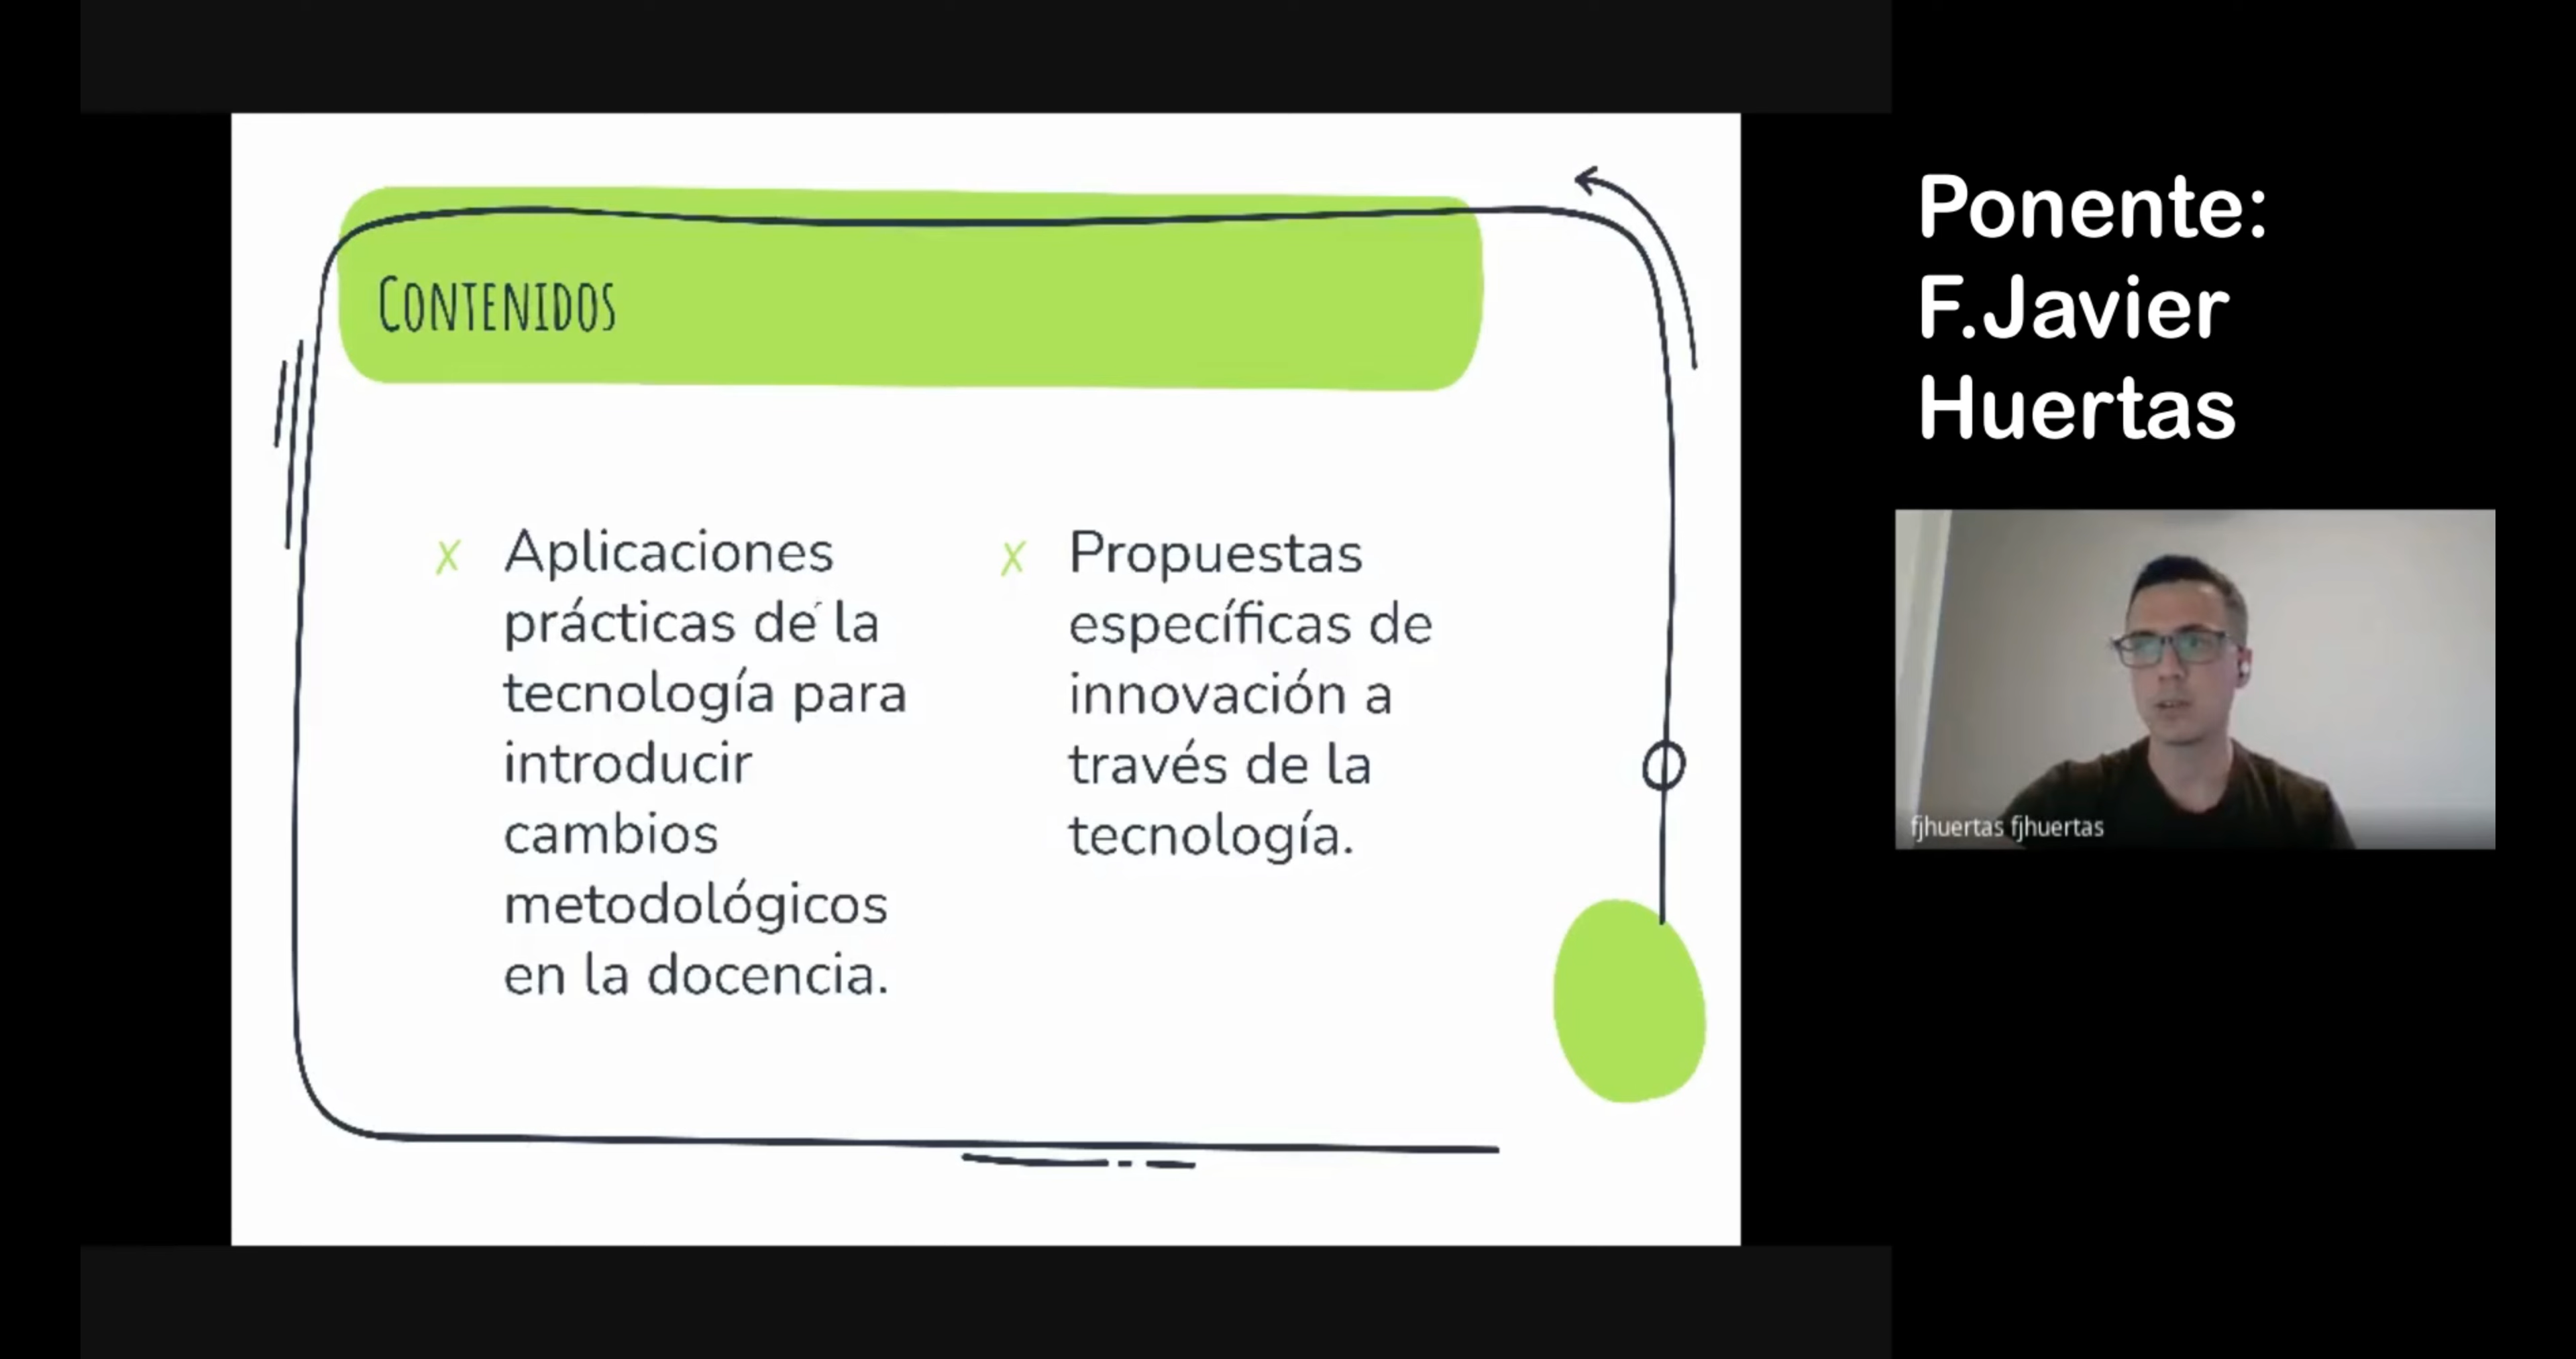 Contenidos
Aplicaciones
prácticas de la
tecnología para
introducir
cambios
metodológicos
en la docencia.
Propuestas
específicas de
innovación a
través de la
tecnología.
Ponente:
F.Javier
Huertas
fjhuertas fjhuertas